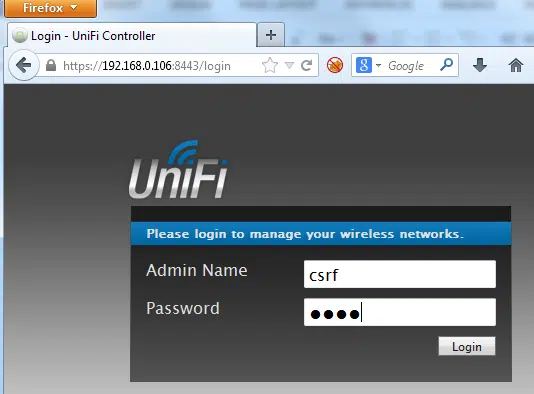 Firefox
Login - UniFi Controller
https://192.168.0.106:8443/login
Google
UniFi
Please login to manage your wireless networks.
Admin Name
csrf
Password
Login